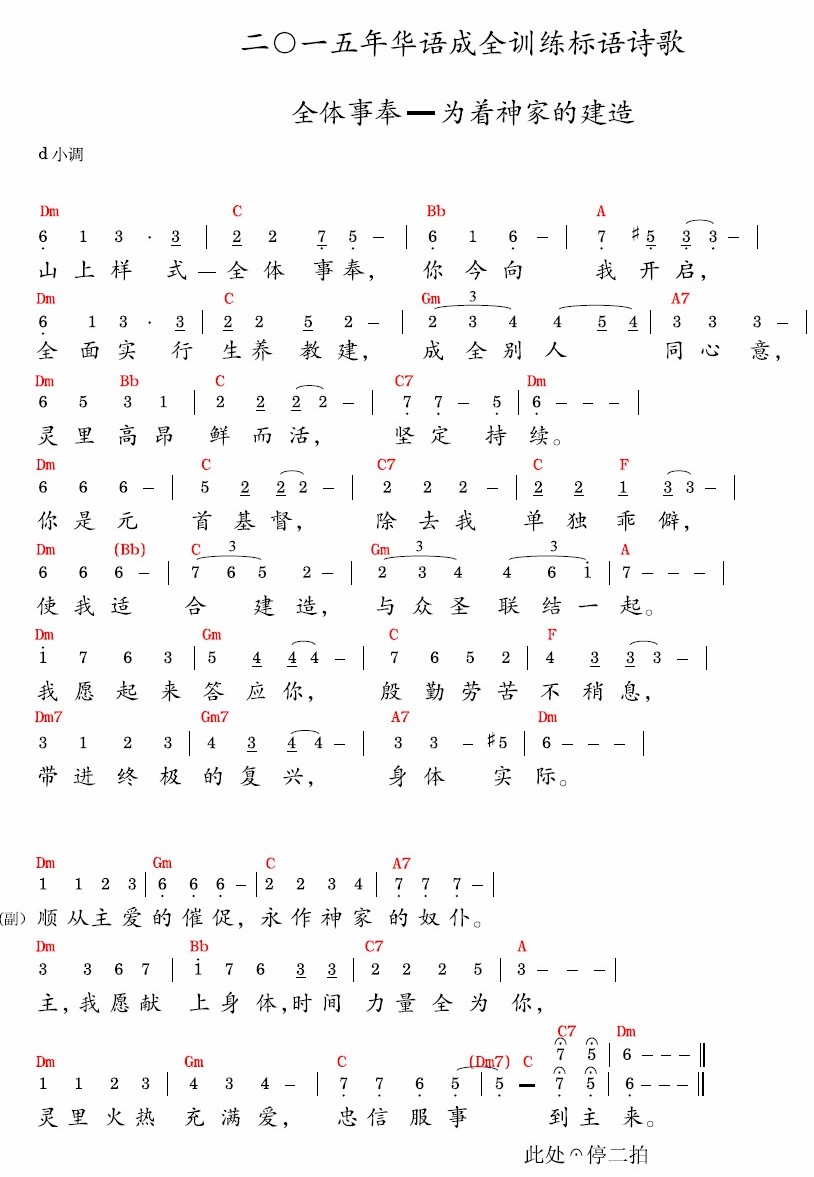 二〇一五年华语成全训练标语诗歌
全体事奉━为着神家的建造
d 小调
Dm C Bb A
6̣ 1 3 · 3 | 2 2 7̣ 5̣ – | 6̣ 1 6̣ – | 7̣ #5̣ 3̣ 3̣ – |
山上样 式—全体 事奉, 你今向 我开启,
Dm C Gm 3 A7
6̣ 1 3 · 3 | 2 2 5 2 – | 2 3 4 4 5 4 | 3 3 3 – |
全面实 行 生养 教建, 成全别人 同心意,
Dm Bb C C7 Dm
6 5 3 1 | 2 2 2 2 – | 7̣ 7̣ – 5̣ | 6̣ – – – |
灵里高昂 鲜而活, 坚定 持续。
Dm C C7 C F
6 6 6 – | 5 2 2 2 – | 2 2 2 – | 2 2 1 3 3 – |
你是元 首基督, 除去我 单独乖僻,
Dm (Bb) C 3 Gm 3 3 A
6 6 6 – | 7 6 5 2 – | 2 3 4 4 6 i | 7 – – – |
使我适 合 建造, 与众圣联结一起。
Dm Gm C F
i 7 6 3 | 5 4 4 4 – | 7 6 5 2 | 4 3 3 3 – |
我愿起来答应你, 殷勤劳苦不稍息,
Dm7 Gm7 A7 Dm
3 1 2 3 | 4 3 4 4 – | 3 3 – #5 | 6 – – – |
带进终极的复兴, 身体 实际。
Dm Gm C A7
1 1 2 3 | 6̣ 6̣ 6̣ – | 2 2 3 4 | 7̣ 7̣ 7̣ – |
(副) 顺从主爱的催促, 永作神家的奴仆。
Dm Bb C7 A
3 3 6 7 | i 7 6 3 3 | 2 2 2 5 | 3 – – – |
主, 我愿献 上身体, 时间 力量全为你,
C7 Dm
7̣ 5̣ | 6 – – – ‖
Dm Gm C (Dm7) C
1 1 2 3 | 4 3 4 – | 7̣ 7̣ 6̣ 5̣ | 5̣ ━ 7̣ 5̣ | 6̣ – – – ‖
灵里火热 充满爱, 忠信服事 到主来。
此处𝄐停二拍